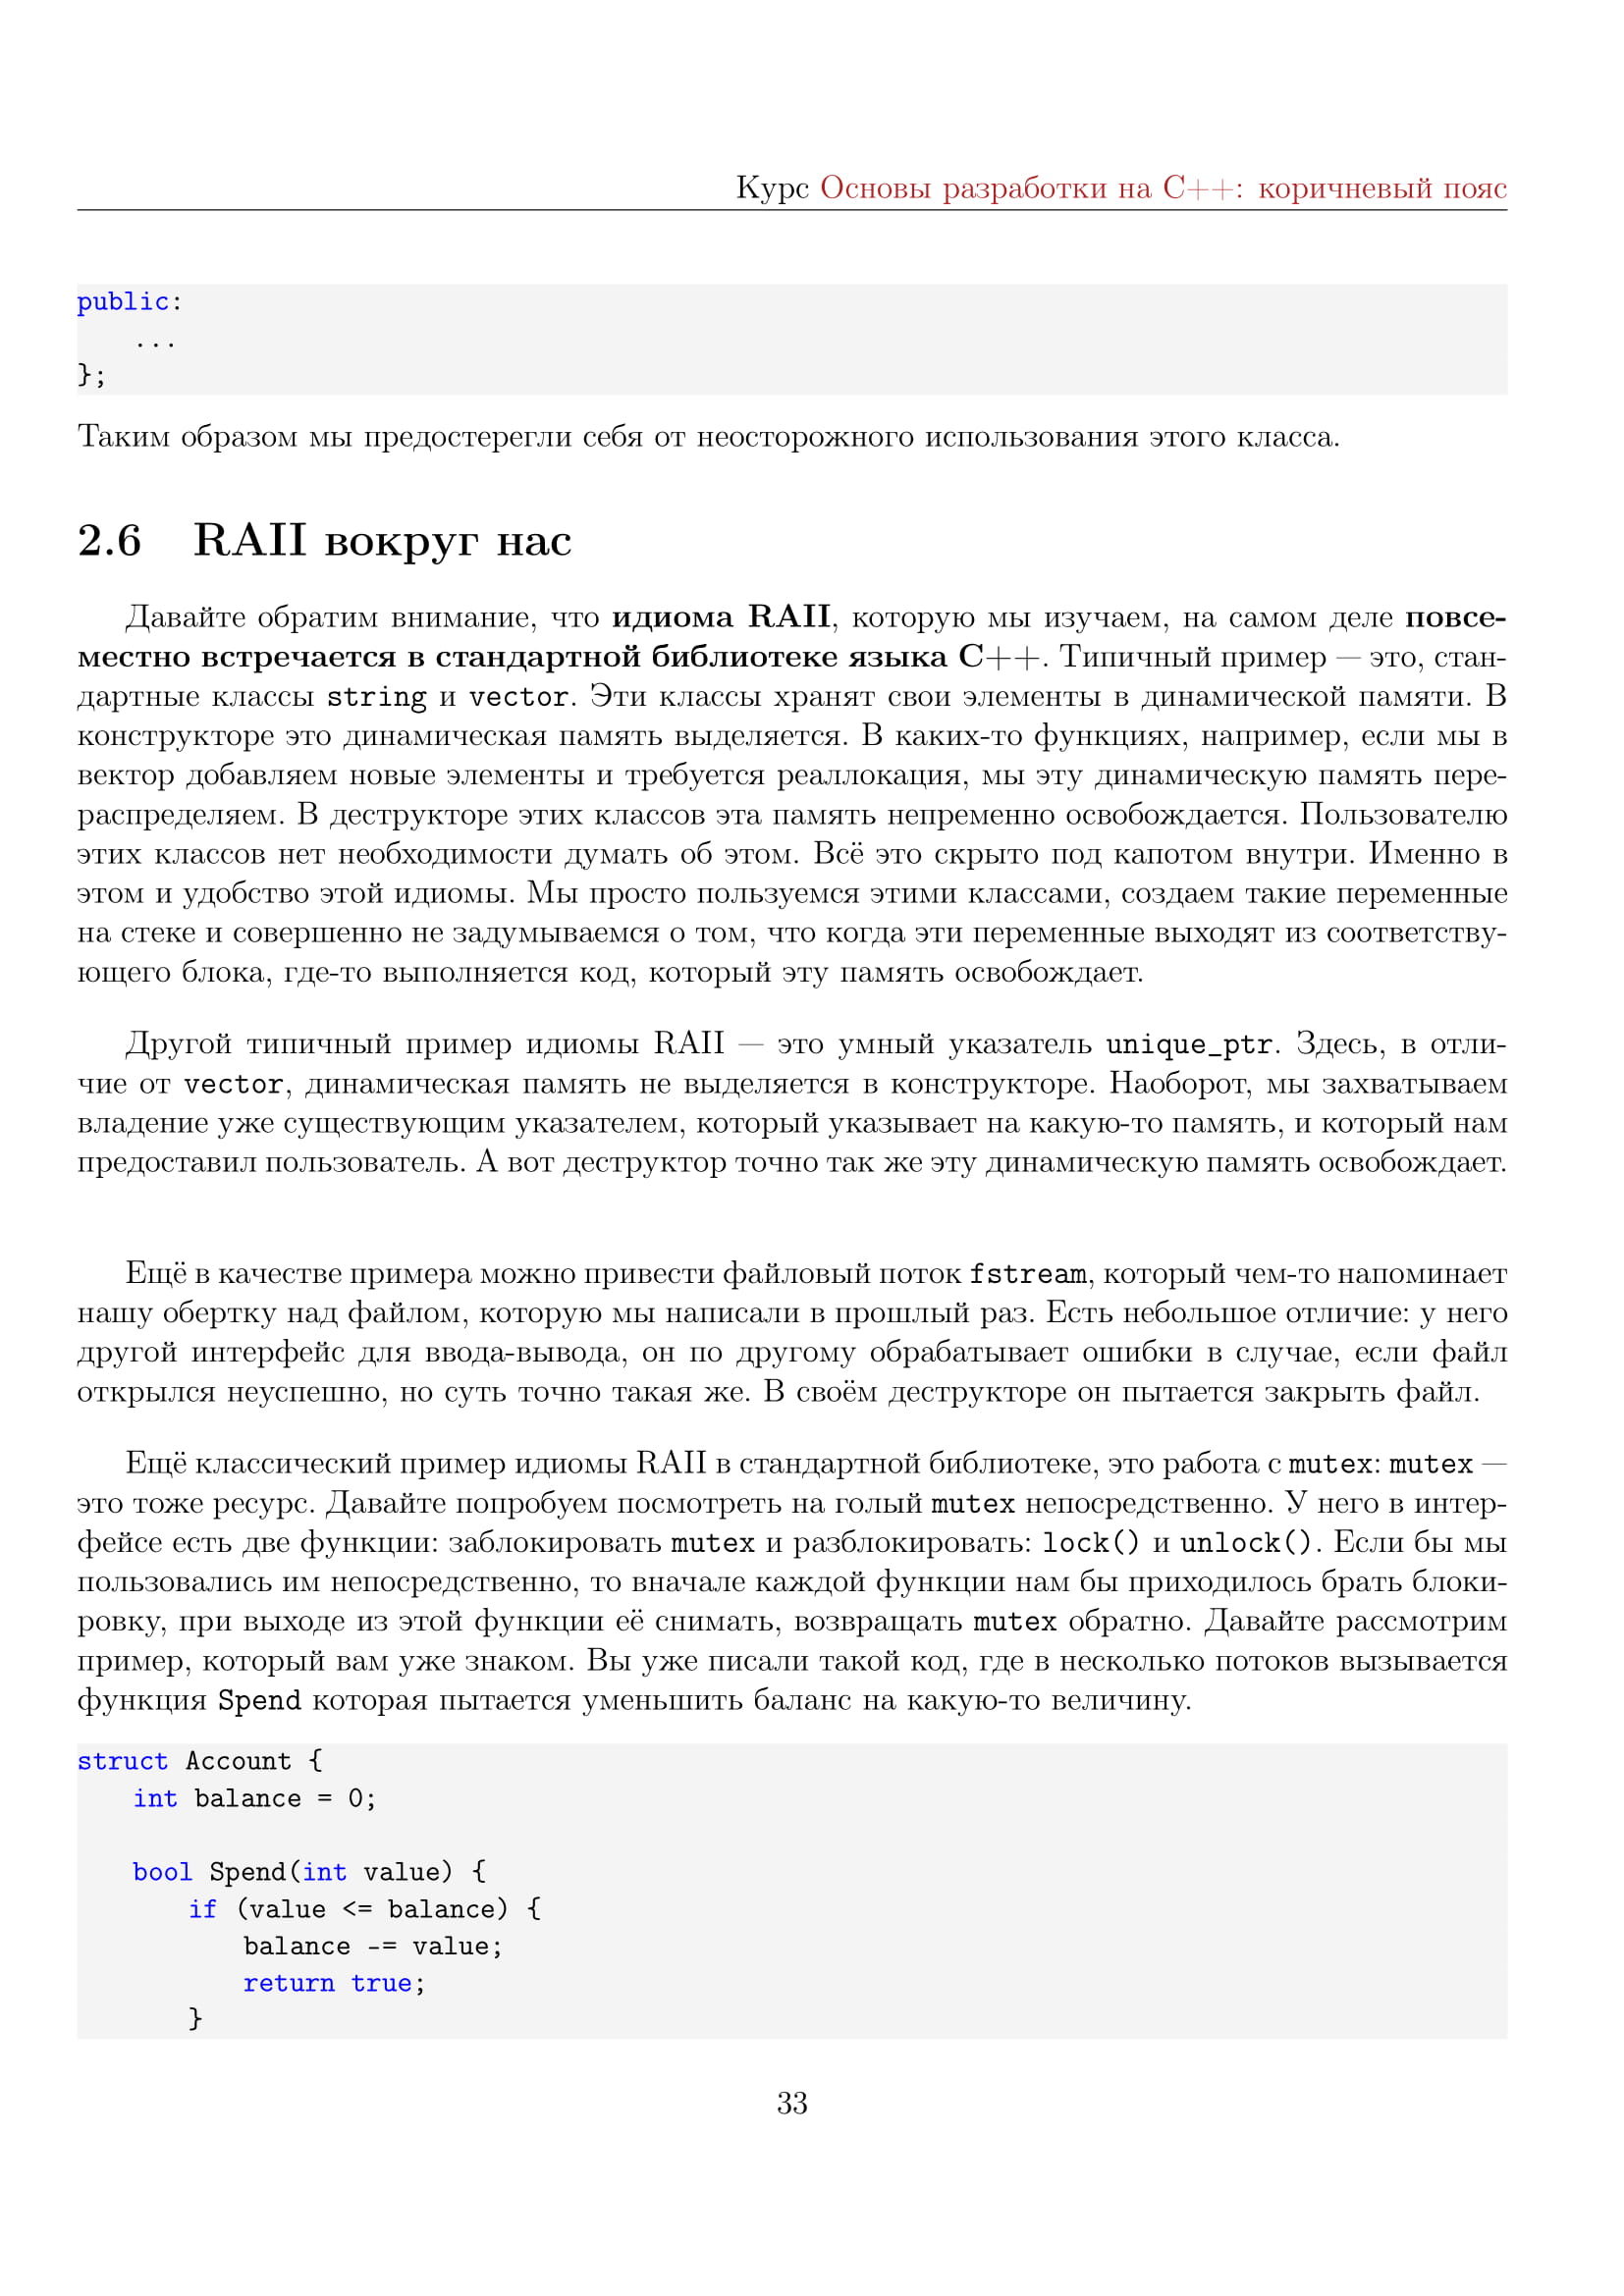 Курс Основы разработки на C++: коричневый пояс
public:
...
};
Таким образом мы предостерегли себя от неосторожного использования этого класса.
2.6 RAII вокруг нас
Давайте обратим внимание, что идиома RAII, которую мы изучаем, на самом деле повсе-
местно встречается в стандартной библиотеке языка C++. Типичный пример — это, стан-
дартные классы string и vector. Эти классы хранят свои элементы в динамической памяти. В
конструкторе это динамическая память выделяется. В каких-то функциях, например, если мы в
вектор добавляем новые элементы и требуется реаллокация, мы эту динамическую память пере-
распределяем. В деструкторе этих классов эта память непременно освобождается. Пользователю
этих классов нет необходимости думать об этом. Всё это скрыто под капотом внутри. Именно в
этом и удобство этой идиомы. Мы просто пользуемся этими классами, создаем такие переменные
на стеке и совершенно не задумываемся о том, что когда эти переменные выходят из соответству-
ющего блока, где-то выполняется код, который эту память освобождает.
Другой типичный пример идиомы RAII — это умный указатель unique_ptr. Здесь, в отли-
чие от vector, динамическая память не выделяется в конструкторе. Наоборот, мы захватываем
владение уже существующим указателем, который указывает на какую-то память, и который нам
предоставил пользователь. А вот деструктор точно так же эту динамическую память освобождает.
Ещё в качестве примера можно привести файловый поток fstream, который чем-то напоминает
нашу обертку над файлом, которую мы написали в прошлый раз. Есть небольшое отличие: у него
другой интерфейс для ввода-вывода, он по другому обрабатывает ошибки в случае, если файл
открылся неуспешно, но суть точно такая же. В своём деструкторе он пытается закрыть файл.
Ещё классический пример идиомы RAII в стандартной библиотеке, это работа с mutex: mutex —
это тоже ресурс. Давайте попробуем посмотреть на голый mutex непосредственно. У него в интер-
фейсе есть две функции: заблокировать mutex и разблокировать: lock() и unlock(). Если бы мы
пользовались им непосредственно, то вначале каждой функции нам бы приходилось брать блоки-
ровку, при выходе из этой функции её снимать, возвращать mutex обратно. Давайте рассмотрим
пример, который вам уже знаком. Вы уже писали такой код, где в несколько потоков вызывается
функция Spend которая пытается уменьшить баланс на какую-то величину.
struct Account {
int balance = 0;
bool Spend(int value) {
if (value <= balance) {
balance -= value;
return true;
}
33